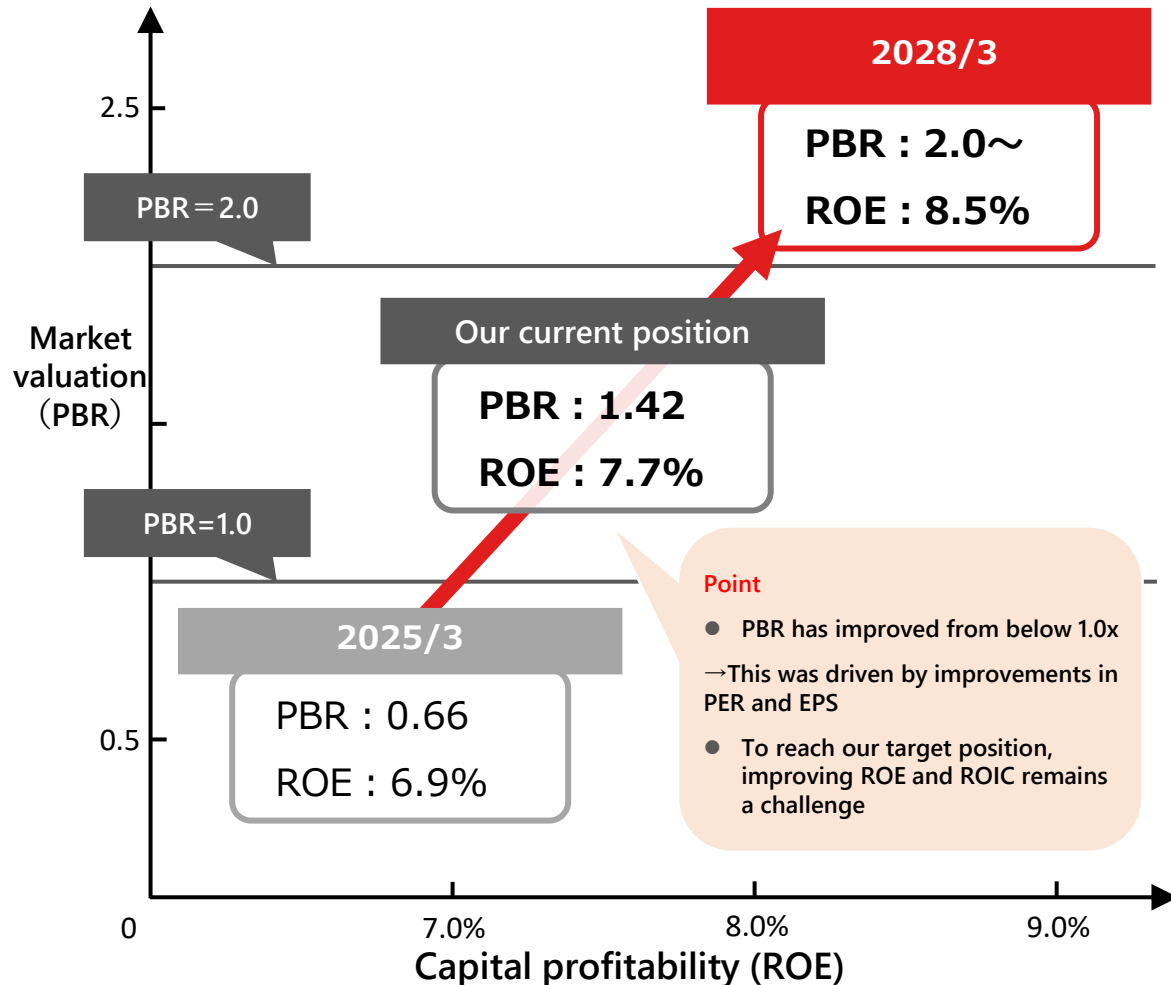 2028/3
PBR : 2.0～
ROE : 8.5%
2.5
PBR＝2.0
Our current position
PBR : 1.42
ROE : 7.7%
Market
valuation
（PBR）
PBR=1.0
Point
● PBR has improved from below 1.0x
→This was driven by improvements in
PER and EPS
● To reach our target position,
improving ROE and ROIC remains
a challenge
2025/3
PBR : 0.66
ROE : 6.9%
0.5
0
7.0%
8.0%
9.0%
Capital profitability (ROE)